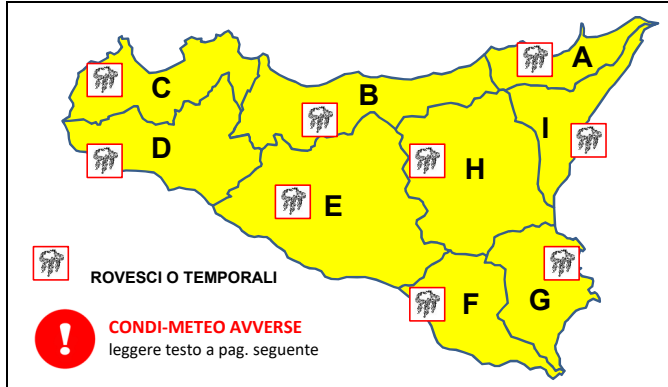 A
C
B
I
D
H
E
ROVESCI O TEMPORALI
F
G
!
CONDI-METEO AVVERSE
leggere testo a pag. seguente